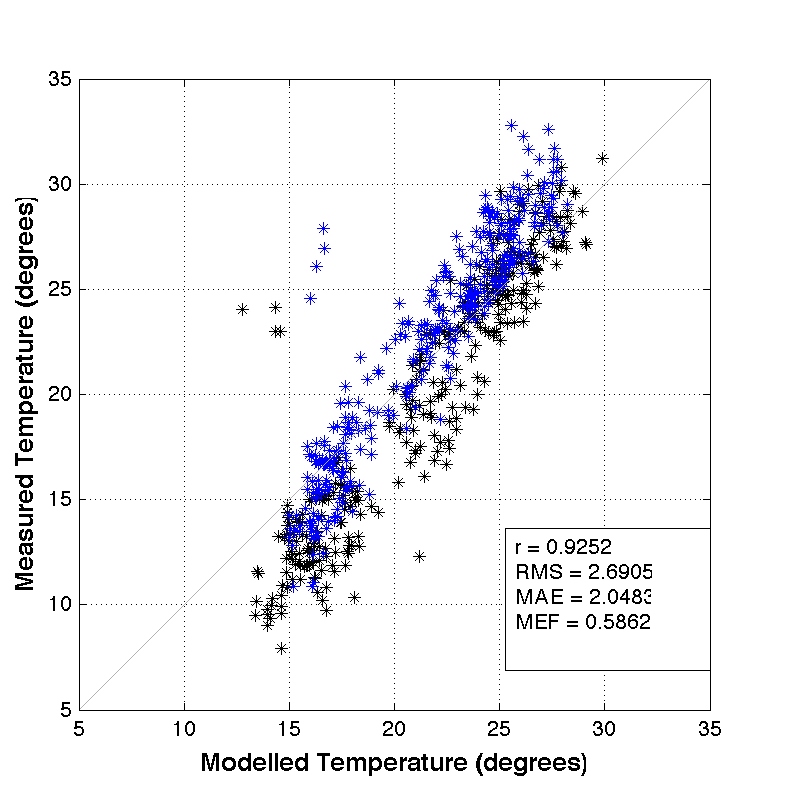 35
30
25
20
15
10
5
Measured Temperature (degrees)
r = 0.9252
RMS = 2.6905
MAE = 2.0483
MEF = 0.5862
5
10
15
20
25
30
35
Modelled Temperature (degrees)